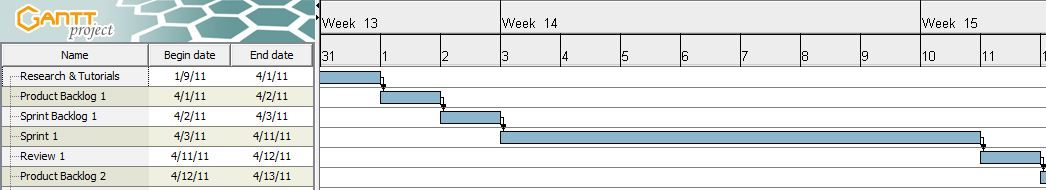 GANTT
project
Week 13
Week 14
Week 15
31 1 2 3 4 5 6 7 8 9 10 11
Name Begin date End date
Research & Tutorials 1/9/11 4/1/11
Product Backlog 1 4/1/11 4/2/11
Sprint Backlog 1 4/2/11 4/3/11
Sprint 1 4/3/11 4/11/11
Review 1 4/11/11 4/12/11
Product Backlog 2 4/12/11 4/13/11